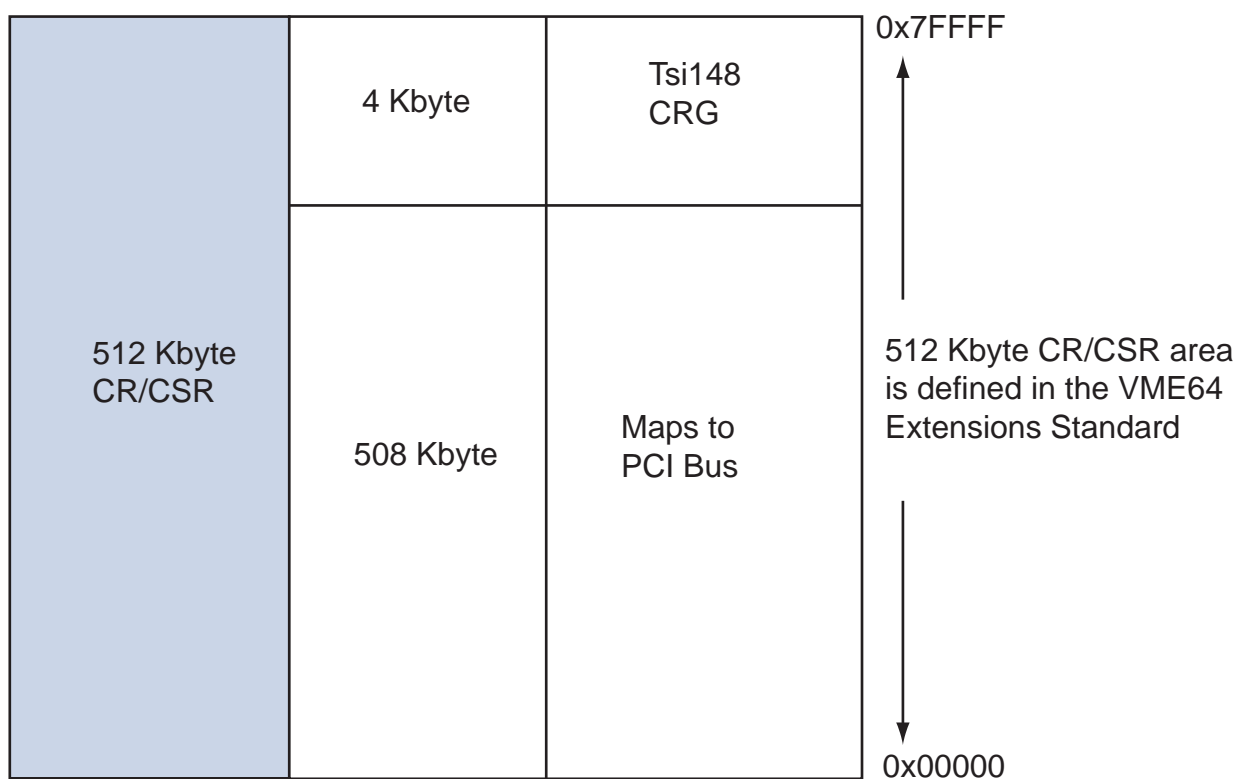 0x7FFFF
4 Kbyte
Tsi148
CRG
512 Kbyte
CR/CSR
508 Kbyte
Maps to
PCI Bus
512 Kbyte CR/CSR area
is defined in the VME64
Extensions Standard
0x00000